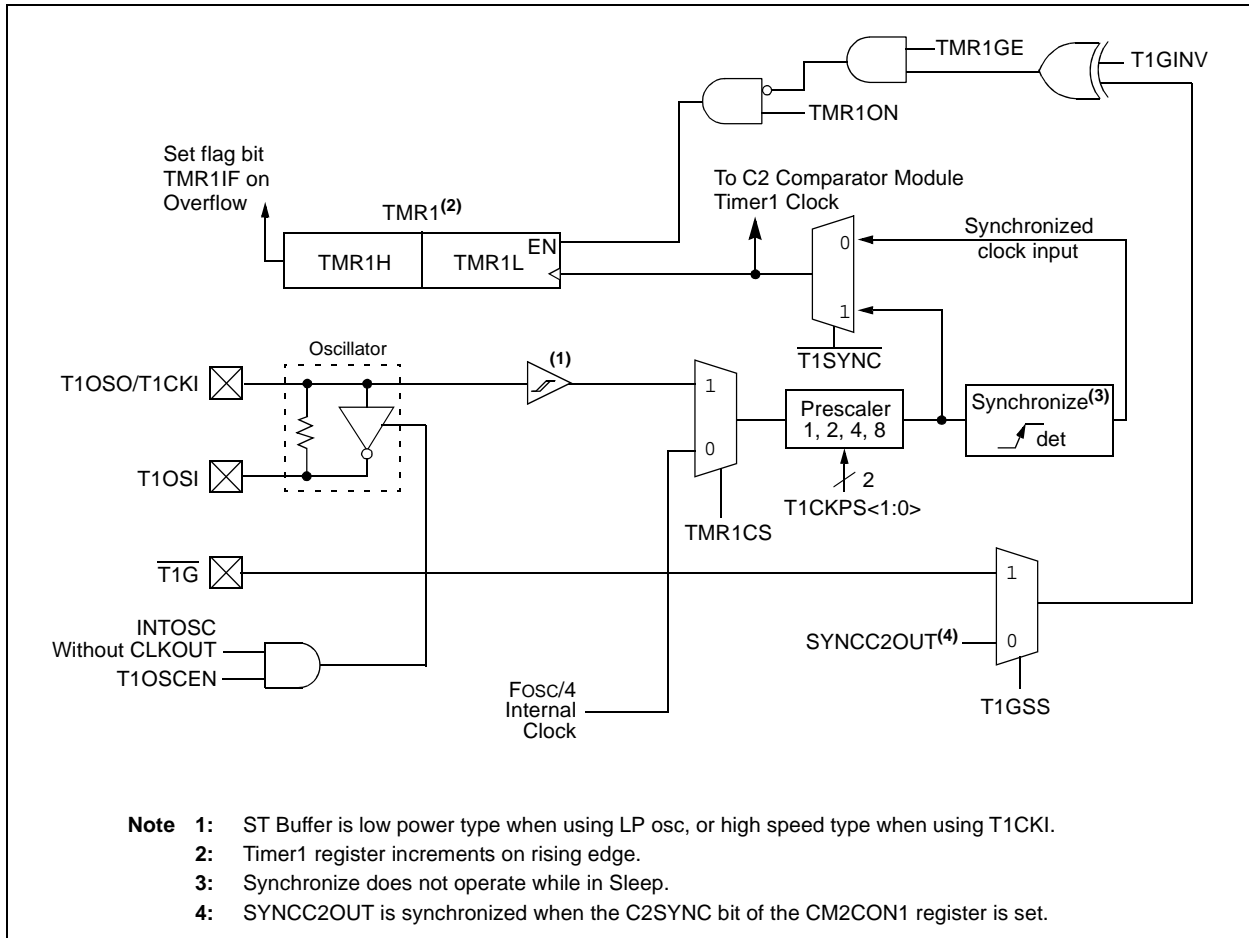 TMR1GE
T1GINV
TMR1ON
Set flag bit
TMR1IF on
Overflow
To C2 Comparator Module
Timer1 Clock
TMR1(2)
EN
TMR1H
TMR1L
0
1
Synchronized
clock input
T1SYNC
Oscillator
(1)
T1OSO/T1CKI
T1OSI
1
0
TMR1CS
Prescaler
1, 2, 4, 8
2
T1CKPS<1:0>
Synchronize(3)
det
T1G
INTOSC
Without CLKOUT
T1OSCEN
FOSC/4
Internal
Clock
1
0
SYNCC2OUT(4)
T1GSS
Note 1: ST Buffer is low power type when using LP osc, or high speed type when using T1CKI.
2: Timer1 register increments on rising edge.
3: Synchronize does not operate while in Sleep.
4: SYNCC2OUT is synchronized when the C2SYNC bit of the CM2CON1 register is set.